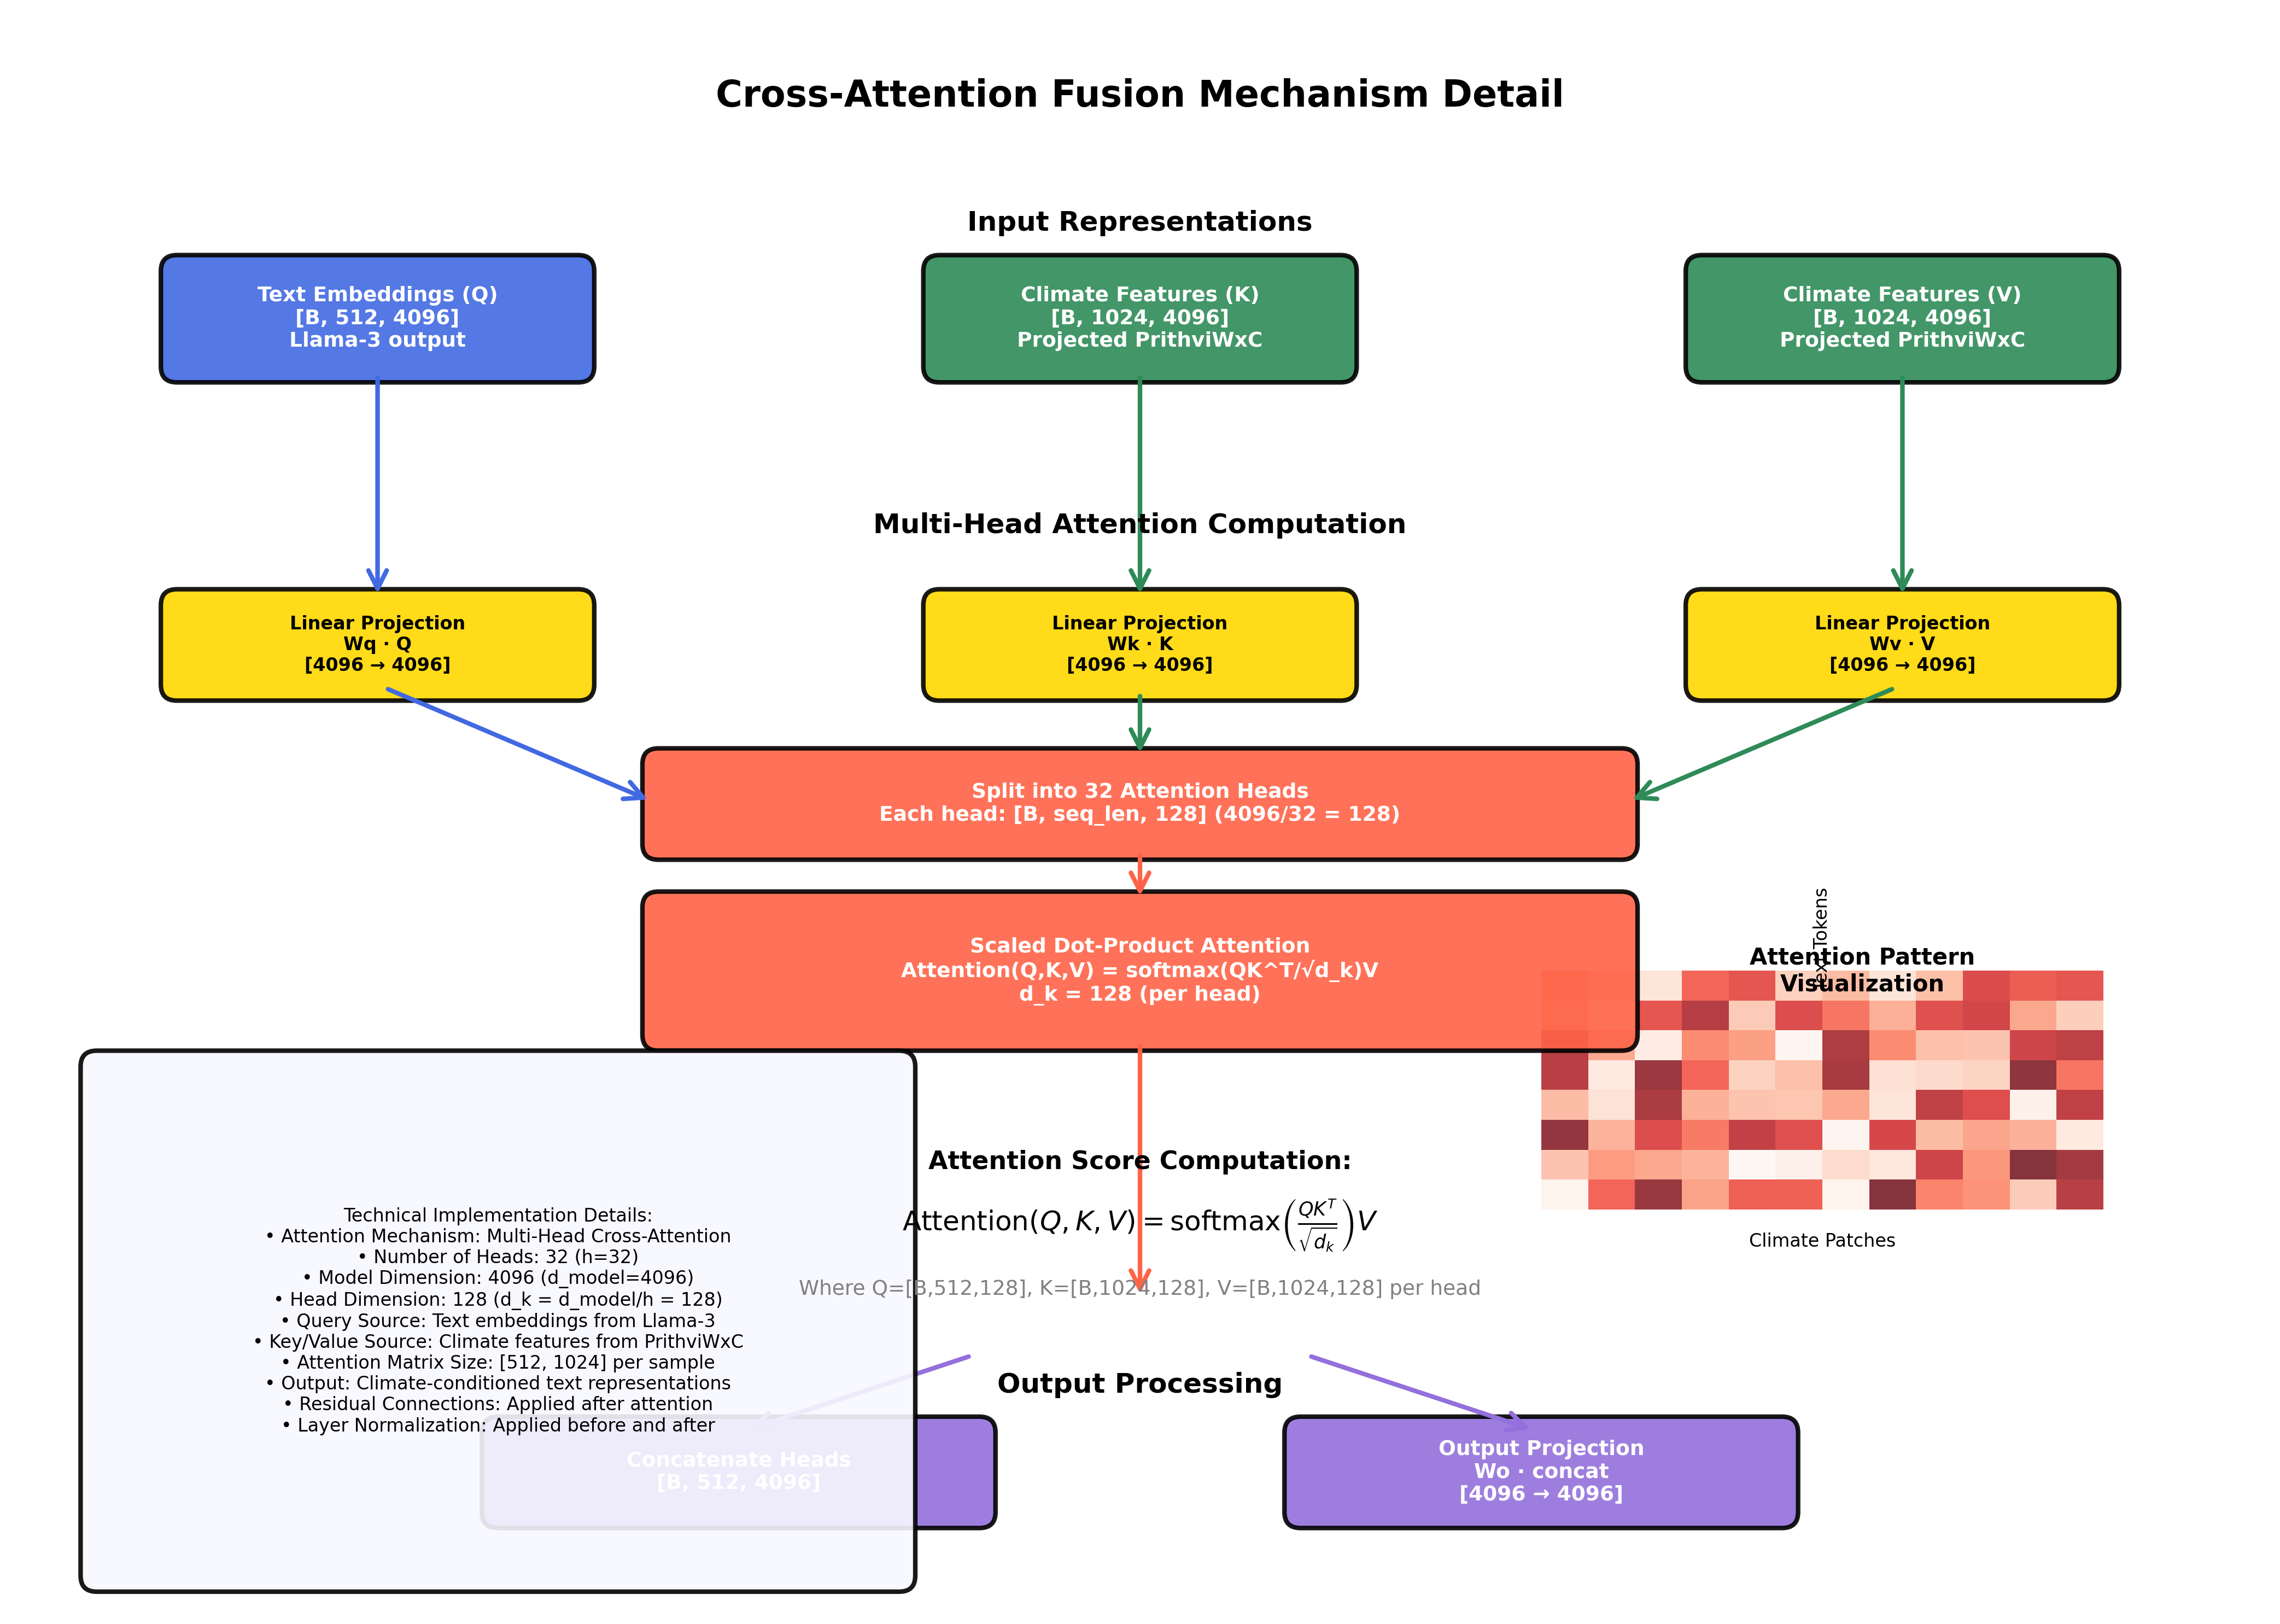 Cross-Attention Fusion Mechanism Detail
Input Representations
Text Embeddings (Q)
[B, 512, 4096]
Llama-3 output
Climate Features (K)
[B, 1024, 4096]
Projected PrithviWxC
Climate Features (V)
[B, 1024, 4096]
Projected PrithviWxC
Multi-Head Attention Computation
Linear Projection
Wq · Q
[4096 → 4096]
Linear Projection
Wk · K
[4096 → 4096]
Linear Projection
Wv · V
[4096 → 4096]
Split into 32 Attention Heads
Each head: [B, seq_len, 128] (4096/32 = 128)
Scaled Dot-Product Attention
Attention(Q,K,V) = softmax(QK^T/√d_k)V
d_k = 128 (per head)
Text Tokens
Attention Pattern
Visualization
Climate Patches
Attention Score Computation:
Attention(Q, K, V) = softmax(QK^T/√d_k)V
Where Q=[B,512,128], K=[B,1024,128], V=[B,1024,128] per head
Technical Implementation Details:
• Attention Mechanism: Multi-Head Cross-Attention
• Number of Heads: 32 (h=32)
• Model Dimension: 4096 (d_model=4096)
• Head Dimension: 128 (d_k = d_model/h = 128)
• Query Source: Text embeddings from Llama-3
• Key/Value Source: Climate features from PrithviWxC
• Attention Matrix Size: [512, 1024] per sample
• Output: Climate-conditioned text representations
• Residual Connections: Applied after attention
• Layer Normalization: Applied before and after
Output Processing
Concatenate Heads
[B, 512, 4096]
Output Projection
Wo · concat
[4096 → 4096]